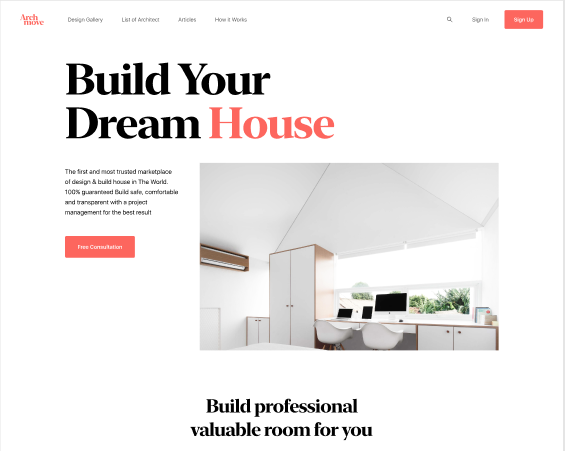 Arch
move
Design Gallery
List of Architect
Articles
How it Works
Sign In
Sign Up
Build Your
Dream House
The first and most trusted marketplace
of design & build house in The World.
100% guaranteed Build safe, comfortable
and transparent with a project
management for the best result
Free Consultation
Build professional
valuable room for you